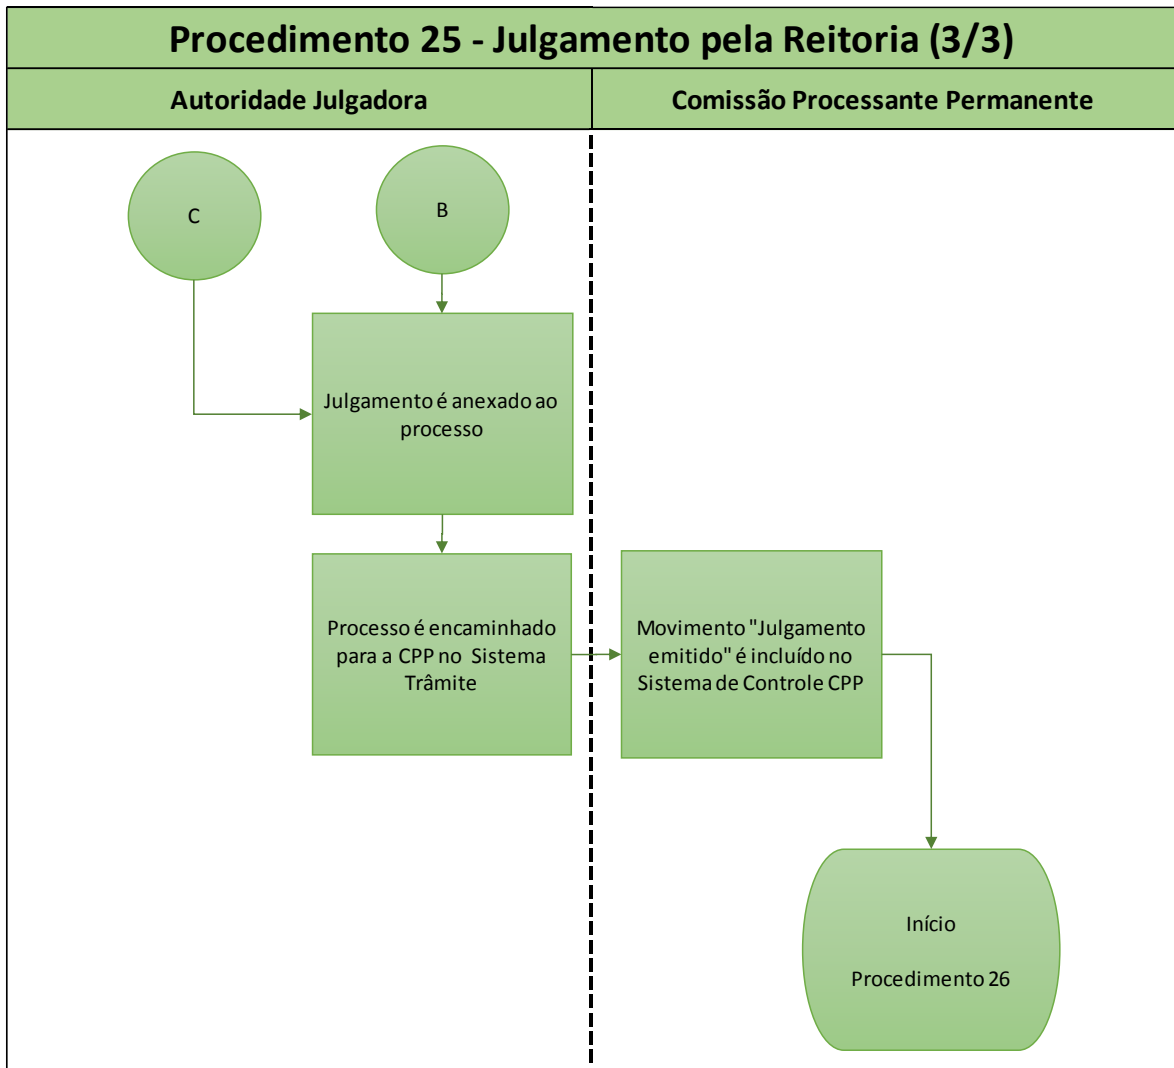 Procedimento 25 - Julgamento pela Reitoria (3/3)
Autoridade Julgadora
Comissão Processante Permanente
C
B
Julgamento é anexado ao
processo
Processo é encaminhado
para a CPP no Sistema
Trâmite
Movimento "Julgamento
emitido" é incluído no
Sistema de Controle CPP
Início
Procedimento 26